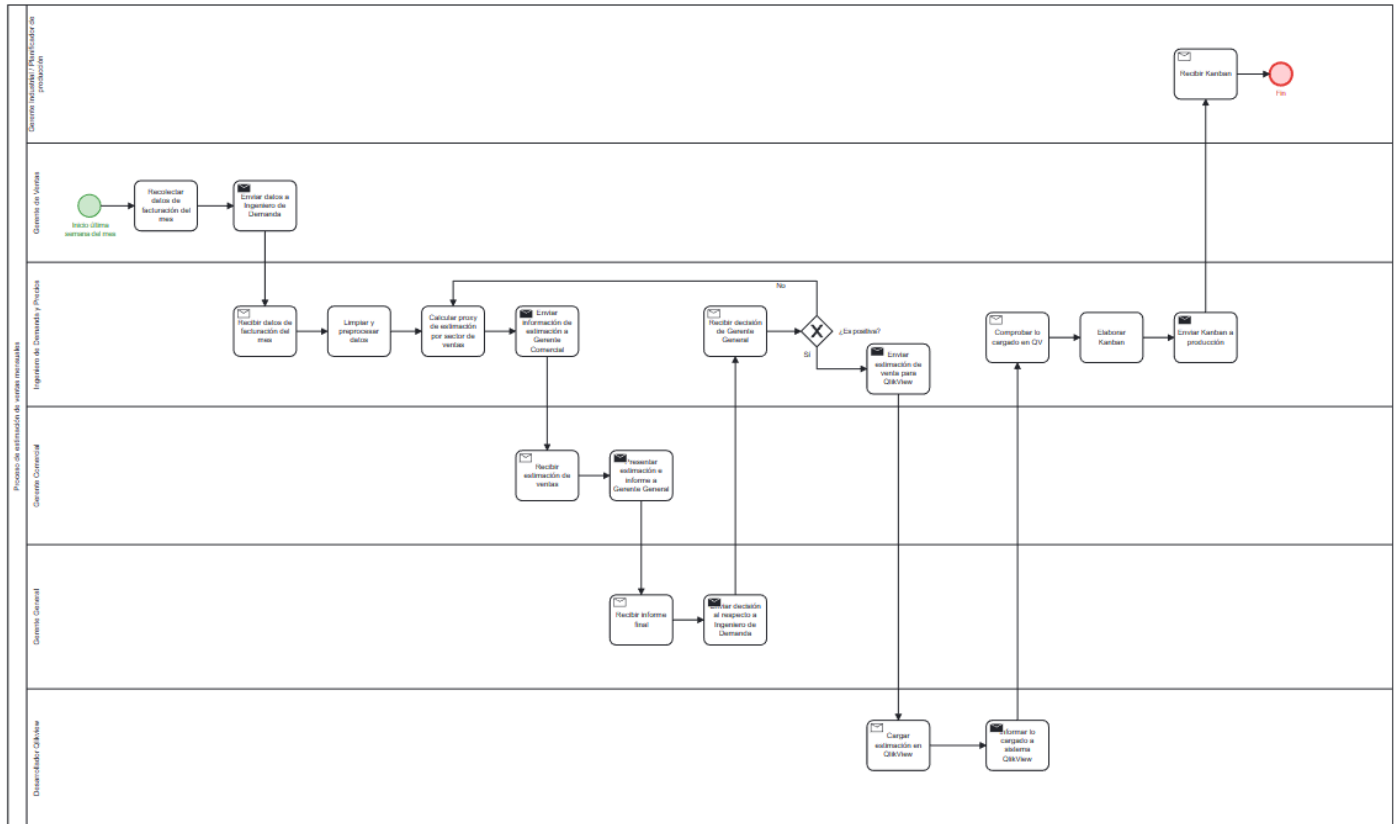 Proceso de estimación de ventas mensuales
Gerente Industrial / Planificador de
producción
Recibir Kanban
Fin
Gerente de Ventas
Inicio última
semana del mes
Recolectar
datos de
facturación del
mes
Enviar datos a
Ingeniero de
Demanda
Ingeniero de Demanda y Precios
Recibir datos de
facturación del
mes
Limpiar y
preprocesar
datos
Calcular proxy
de estimación
por sector de
ventas
Enviar
información de
estimación a
Gerente
Comercial
Recibir decisión
de Gerente
General
No
¿Es positiva?
Sí
Enviar
estimación de
venta para
QlikView
Comprobar lo
cargado en QV
Elaborar
Kanban
Enviar Kanban a
producción
Gerente Comercial
Recibir
estimación de
ventas
Presentar
estimación e
informe a
Gerente General
Gerente General
Recibir informe
final
Enviar decisión
al respecto a
Ingeniero de
Demanda
Desarrollador Qlikview
Cargar
estimación en
QlikView
Informar lo
cargado a
sistema
QlikView